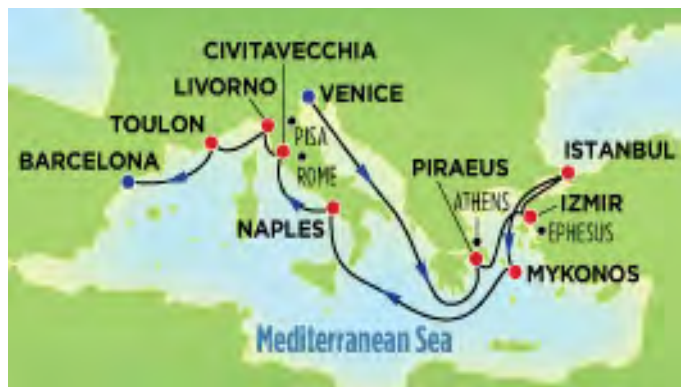 CIVITAVECCHIA
LIVORNO
VENICE
TOULON
PISA
ISTANBUL
BARCELONA
ROME
PIRAEUS
ATHENS
IZMIR
NAPLES
EPHESUS
MYKONOS
Mediterranean Sea